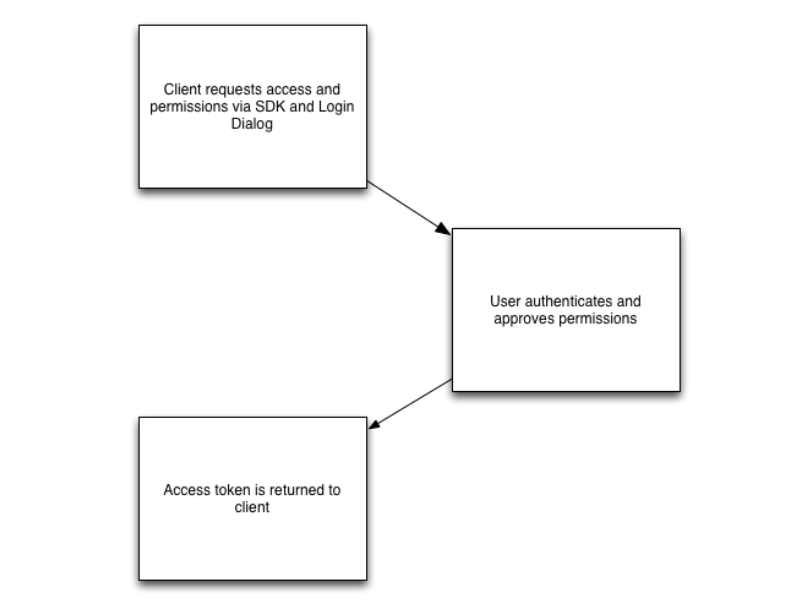 Client requests access and
permissions via SDK and Login
Dialog
User authenticates and
approves permissions
Access token is returned to
client